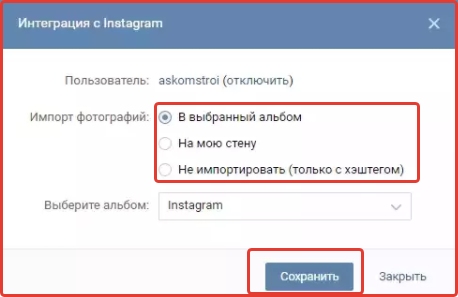 Интеграция с Instagram
Пользователь: askomstroi (отключить)
Импорт фотографий: В выбранный альбом
На мою стену
Не импортировать (только с хэштегом)
Выберите альбом: Instagram
Сохранить Закрыть